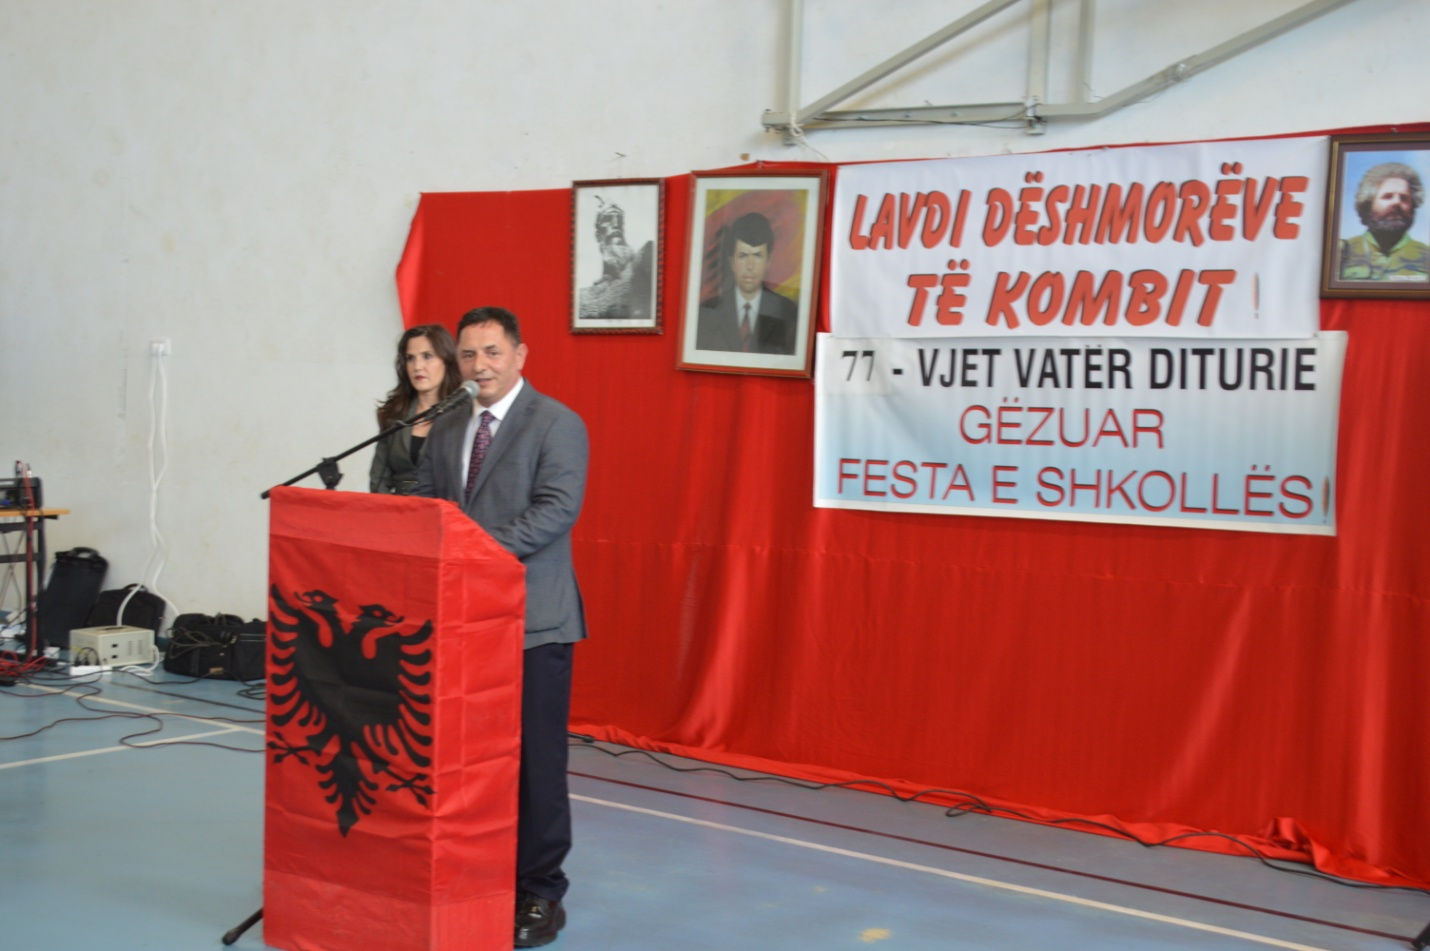 LAVDI DËSHMORËVE
TË KOMBIT !
77 - VJET VATËR DITURIE
GËZUAR
FESTA E SHKOLLËS!